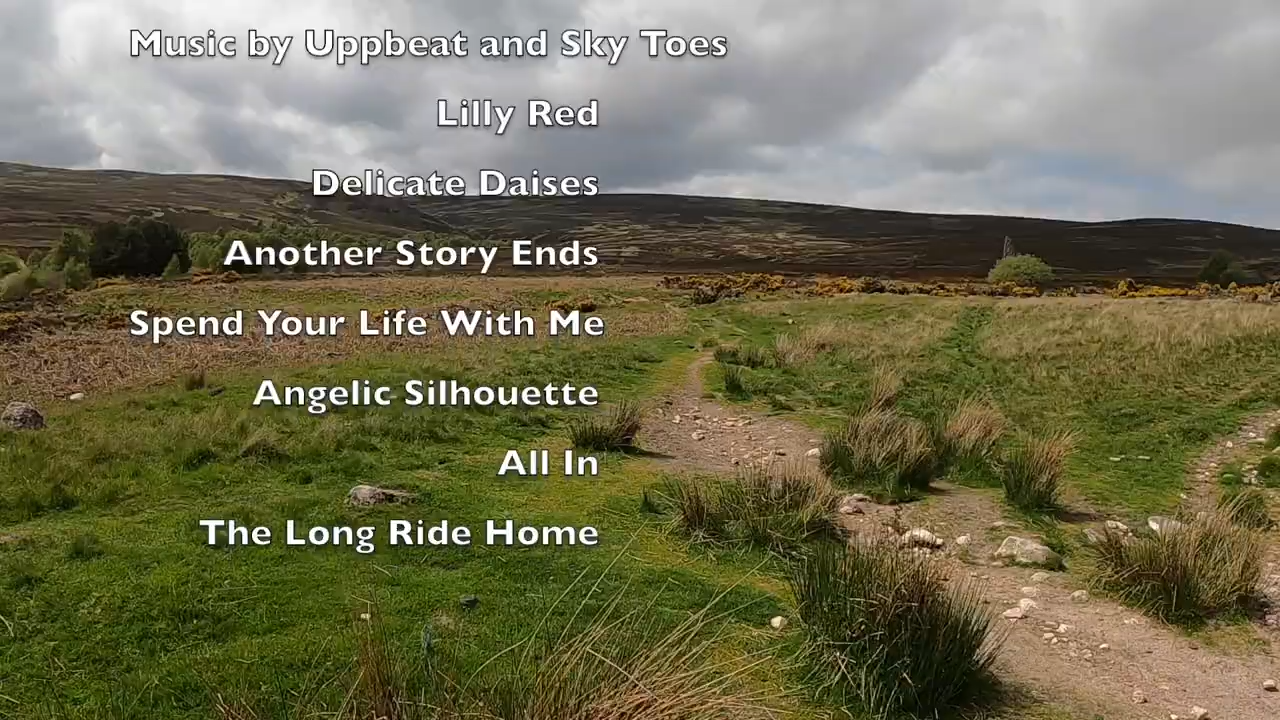 Music by Uppbeat and Sky Toes
Lilly Red
Delicate Daises
Another Story Ends
Spend Your Life With Me
Angelic Silhouette
All In
The Long Ride Home